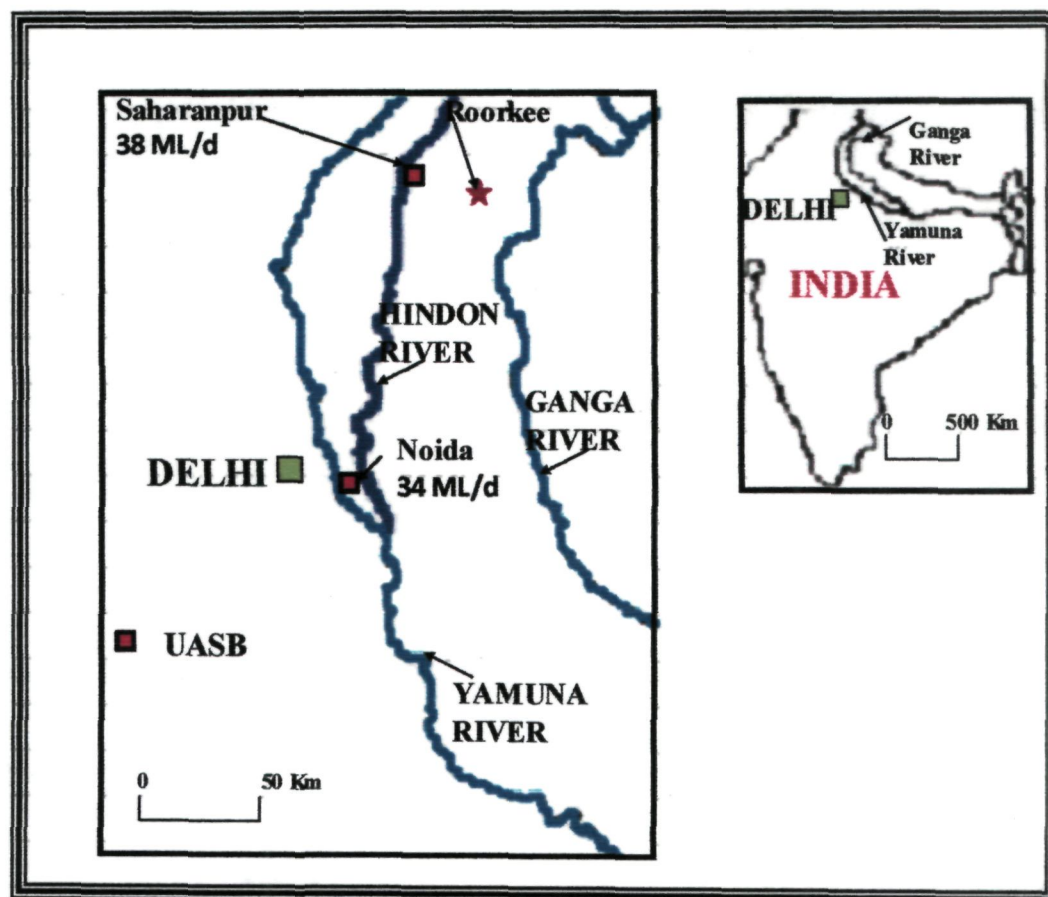 Saharanpur
38 ML/d
Roorkee
HINDON
RIVER
GANGA
RIVER
Noida
34 ML/d
DELHI
UASB
YAMUNA
RIVER
0 50 Km
Ganga
River
DELHI
Yamuna
River
INDIA
0 500 Km